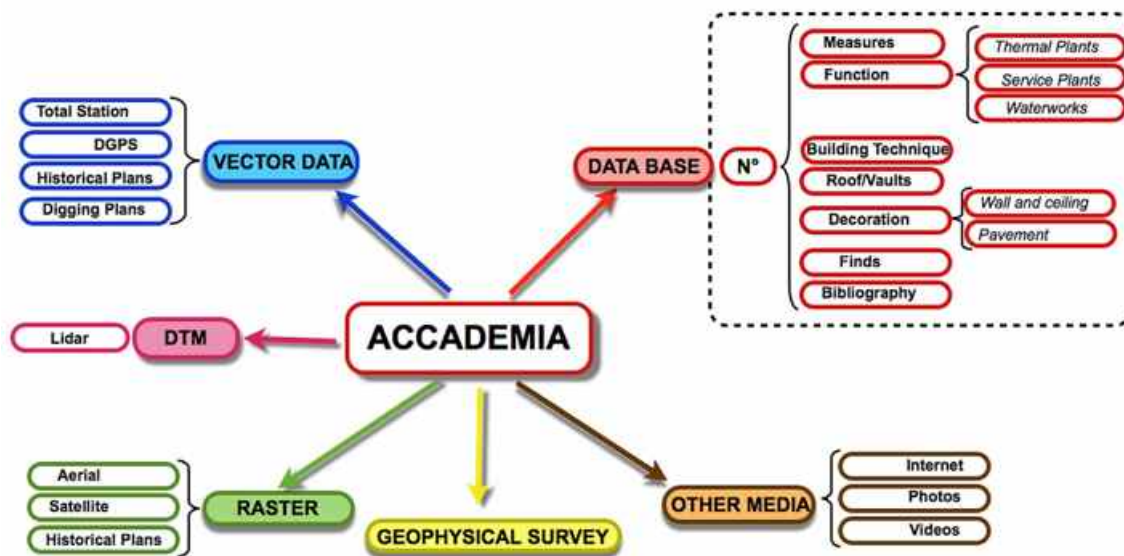 Total Station
DGPS
Historical Plans
Digging Plans
VECTOR DATA
DATA BASE
N°
Measures
Function
Thermal Plants
Service Plants
Waterworks
Building Technique
Roof/Vaults
Decoration
Wall and ceiling
Pavement
Finds
Bibliography
Lidar
DTM
ACCADEMIA
Aerial
Satellite
Historical Plans
RASTER
GEOPHYSICAL SURVEY
OTHER MEDIA
Internet
Photos
Videos